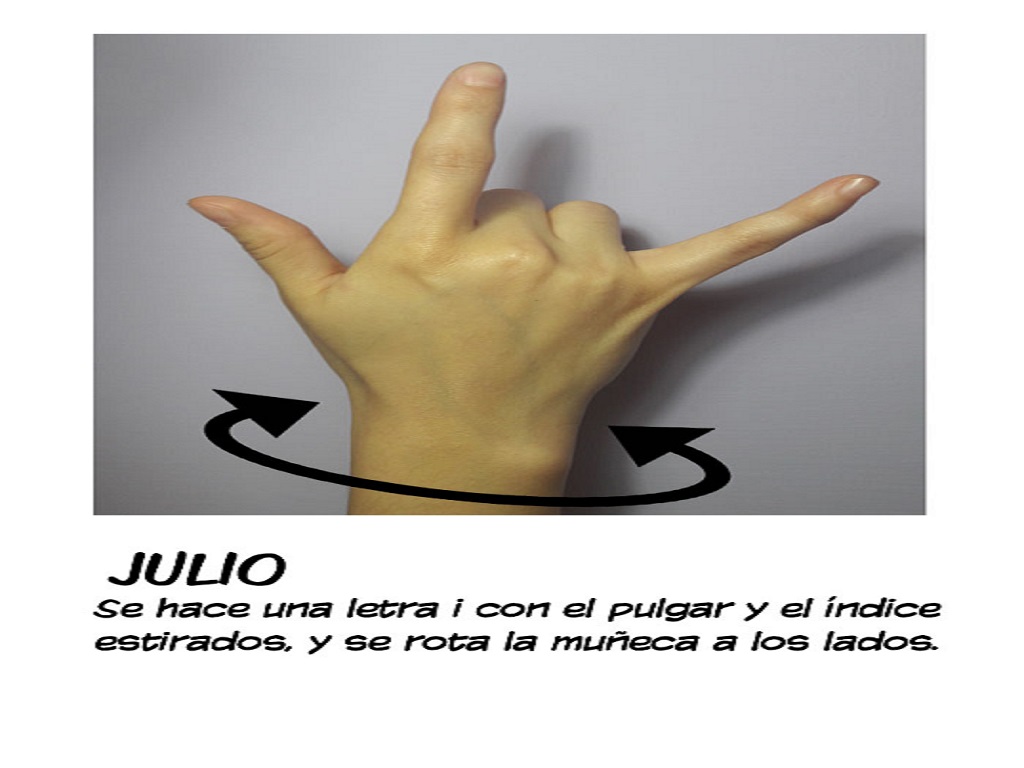 JULIO
Se hace una letra i con el pulgar y el índice
estirados, y se rota la muñeca a los lados.